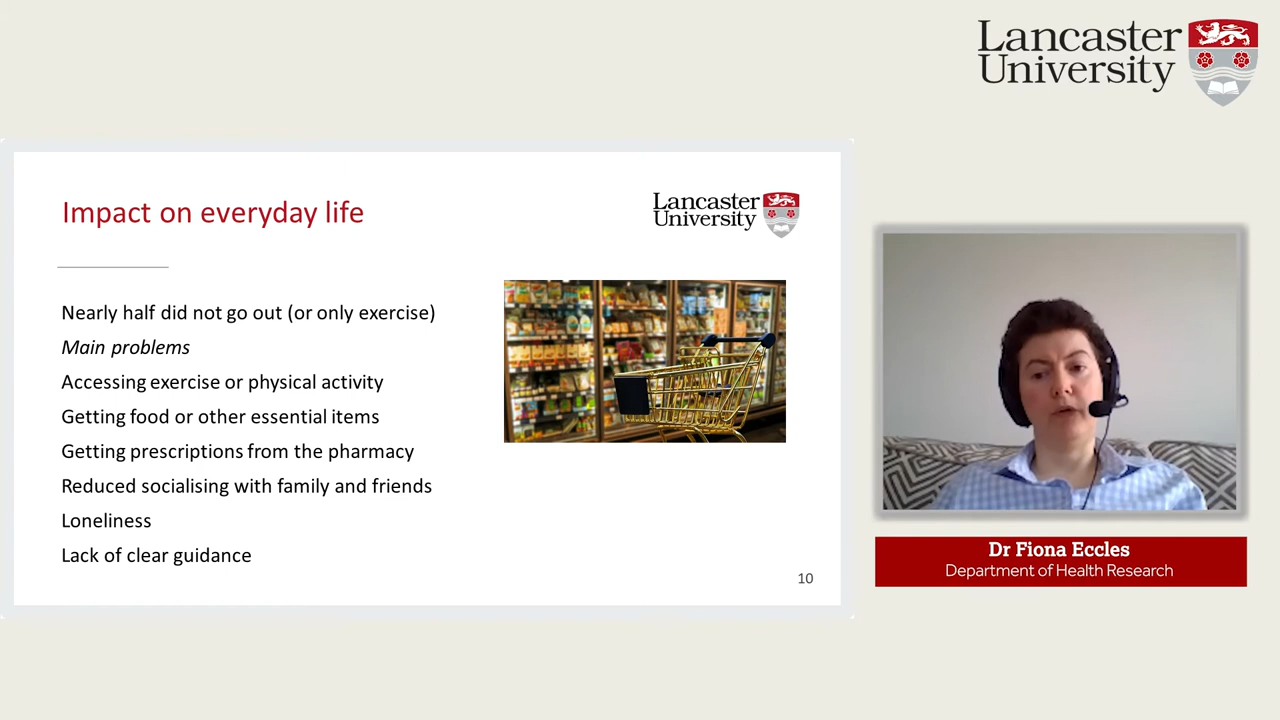 Lancaster
University
Impact on everyday life
Lancaster
University
Nearly half did not go out (or only exercise)
Main problems
Accessing exercise or physical activity
Getting food or other essential items
Getting prescriptions from the pharmacy
Reduced socialising with family and friends
Loneliness
Lack of clear guidance
10
Dr Fiona Eccles
Department of Health Research